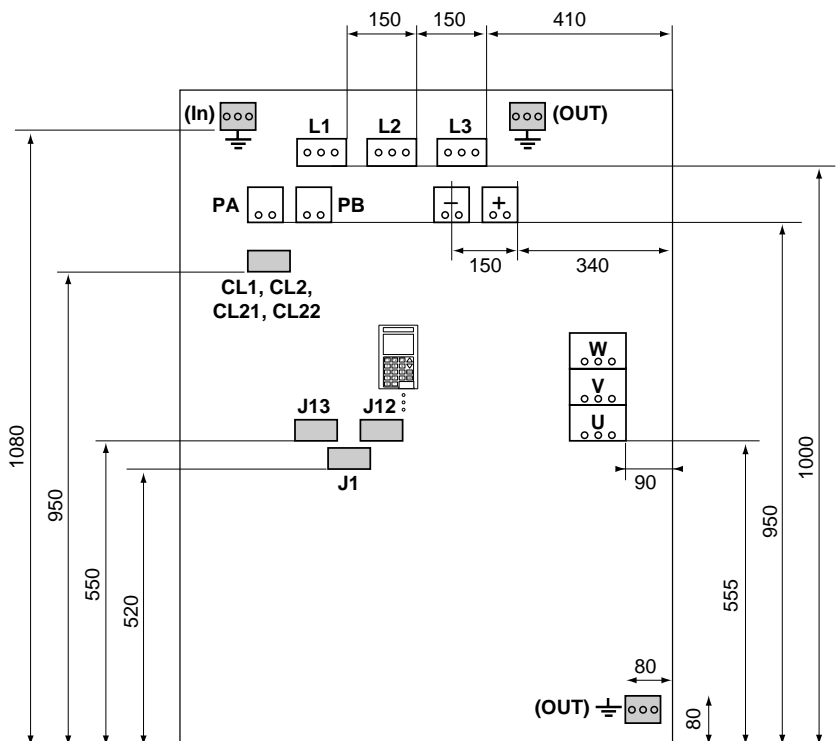 150 150 410
(In) L1 L2 L3 (OUT)
PA PB − +
150 340
CL1, CL2,
CL21, CL22
W
V
U
J13 J12
J1
90
1080
950
550
520
555
950
1000
80
(OUT)
80